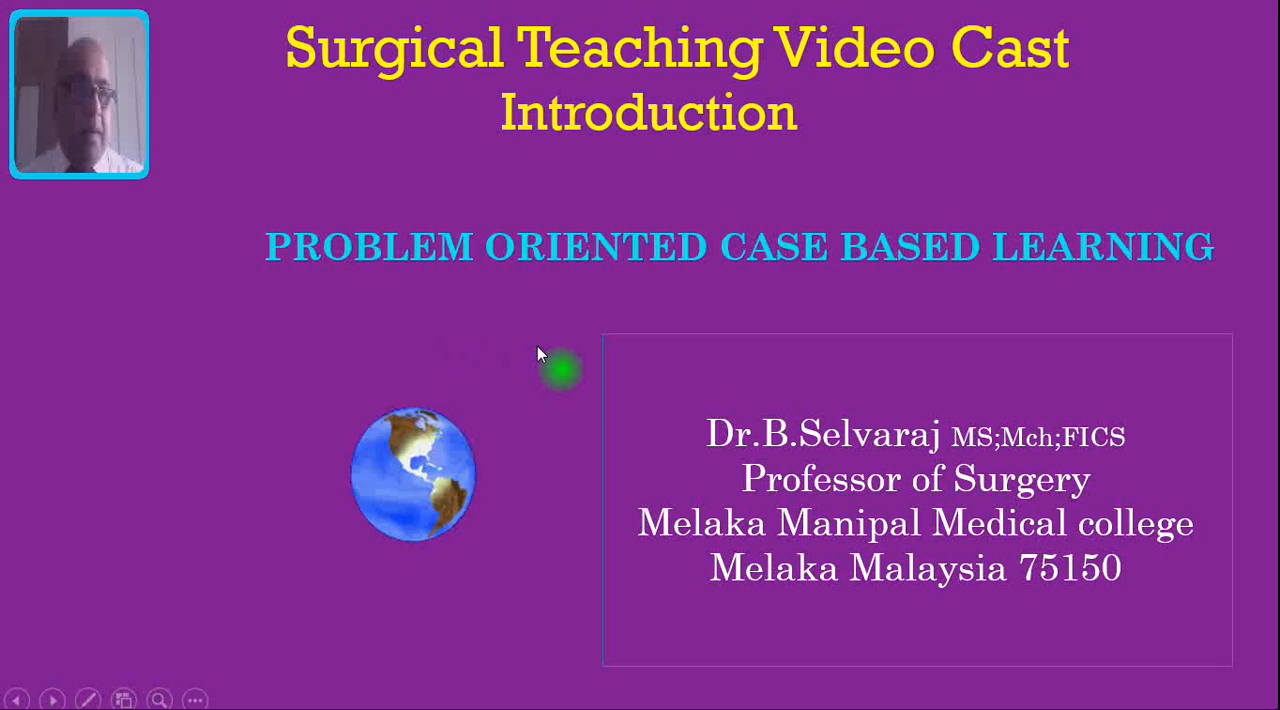 Surgical Teaching Video Cast
Introduction
PROBLEM ORIENTED CASE BASED LEARNING
Dr.B.Selvaraj MS;Mch;FICS
Professor of Surgery
Melaka Manipal Medical college
Melaka Malaysia 75150